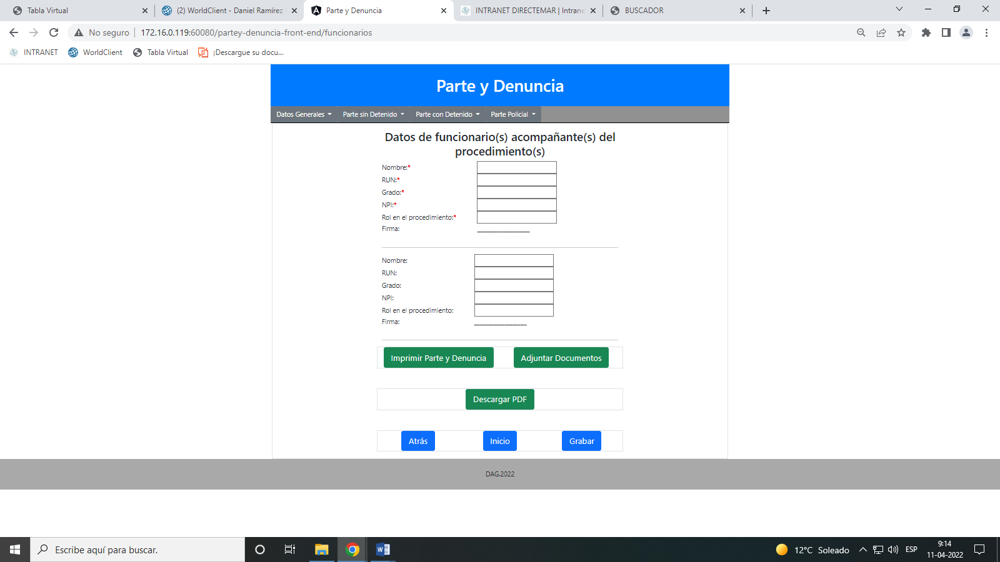 Tabla Virtual
(2) WorldClient - Daniel Ramírez
Parte y Denuncia
INTRANET DIRECTEMAR | Intrane
BUSCADOR
No seguro
172.16.0.119:60080/partey-denuncia-front-end/funcionarios
INTRANET
WorldClient
Tabla Virtual
¡Descargue su docu...
Parte y Denuncia
Datos Generales
Parte sin Detenido
Parte con Detenido
Parte Policial
Datos de funcionario(s) acompañante(s) del
procedimiento(s)
Nombre:*
RUN:*
Grado:*
NPI:*
Rol en el procedimiento:*
Firma: ___________________
Nombre:
RUN:
Grado:
NPI:
Rol en el procedimiento:
Firma: ___________________
Imprimir Parte y Denuncia
Adjuntar Documentos
Descargar PDF
Atrás
Inicio
Grabar
DAG.2022
Escribe aquí para buscar.
12°C Soleado
ESP
9:14
11-04-2022